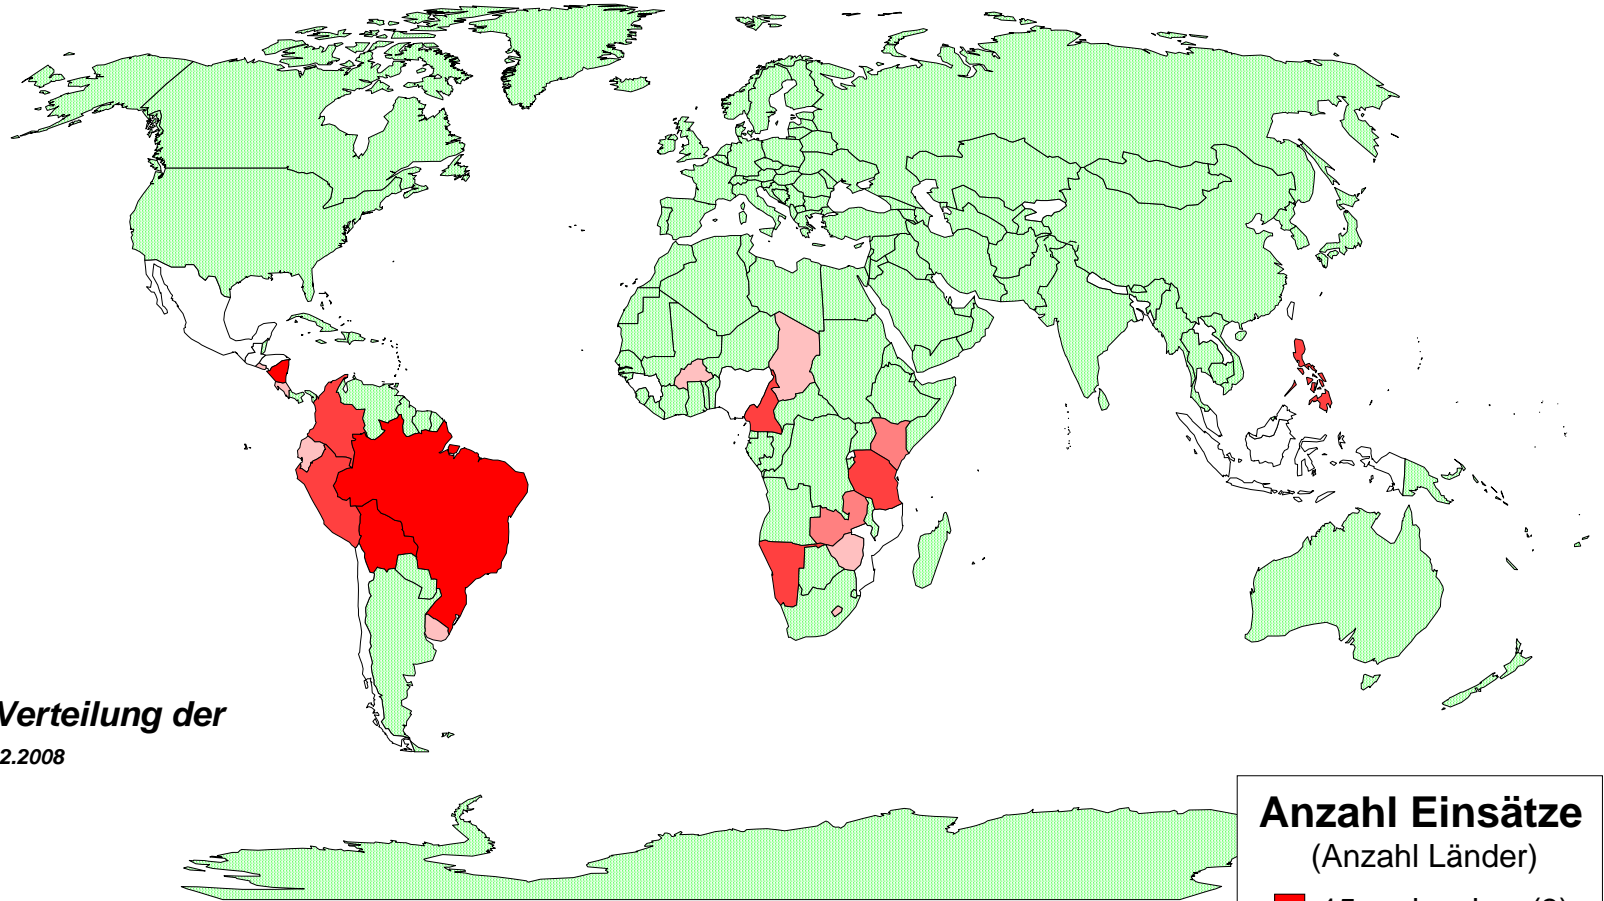 Verteilung der
2.2008
Anzahl Einsätze
(Anzahl Länder)